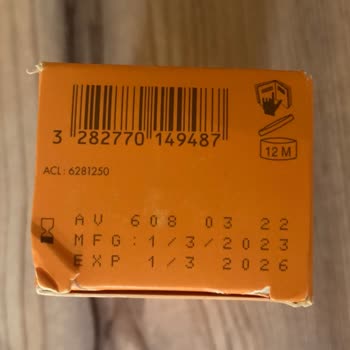 3 282770 149487
12 M
ACL: 6281250
AV 608 03 22
MFG: 1/3/2023
EXP 1/3 2026